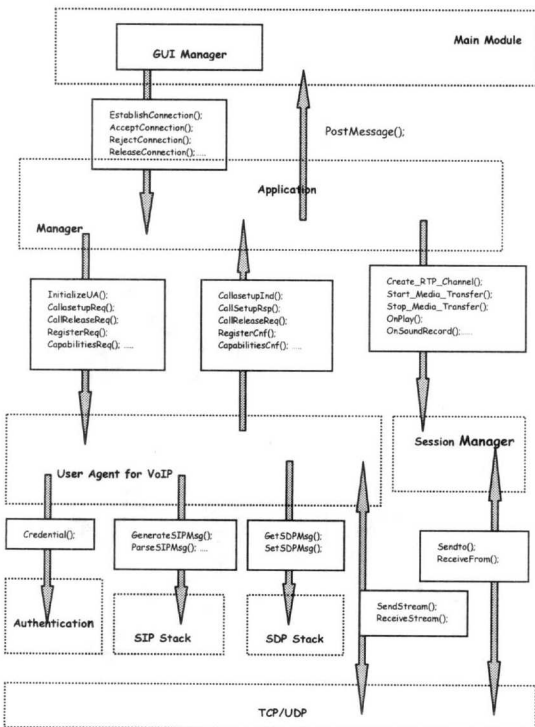 Main Module
GUI Manager
EstablishConnection();
AcceptConnection();
RejectConnection();
ReleaseConnection();.....
PostMessage();
Application
Manager
InitializeUA();
CallasetupReq();
CallReleaseReq();
RegisterReq();
CapabilitiesReq(); .....
CallasetupInd();
CallSetupRsp();
CallReleaseReq();
RegisterCnf();
CapabilitiesCnf(); .....
Create_RTP_Channel();
Start_Media_Transfer();
Stop_Media_Transfer();
OnPlay();
OnSoundRecord();.....
Session Manager
User Agent for VoIP
Credential();
GenerateSIPMsg();
ParseSIPMsg(); ....
GetSDPMsg();
SetSDPMsg();
Sendto();
ReceiveFrom();
SendStream();
ReceiveStream();
Authentication
SIP Stack
SDP Stack
TCP/UDP